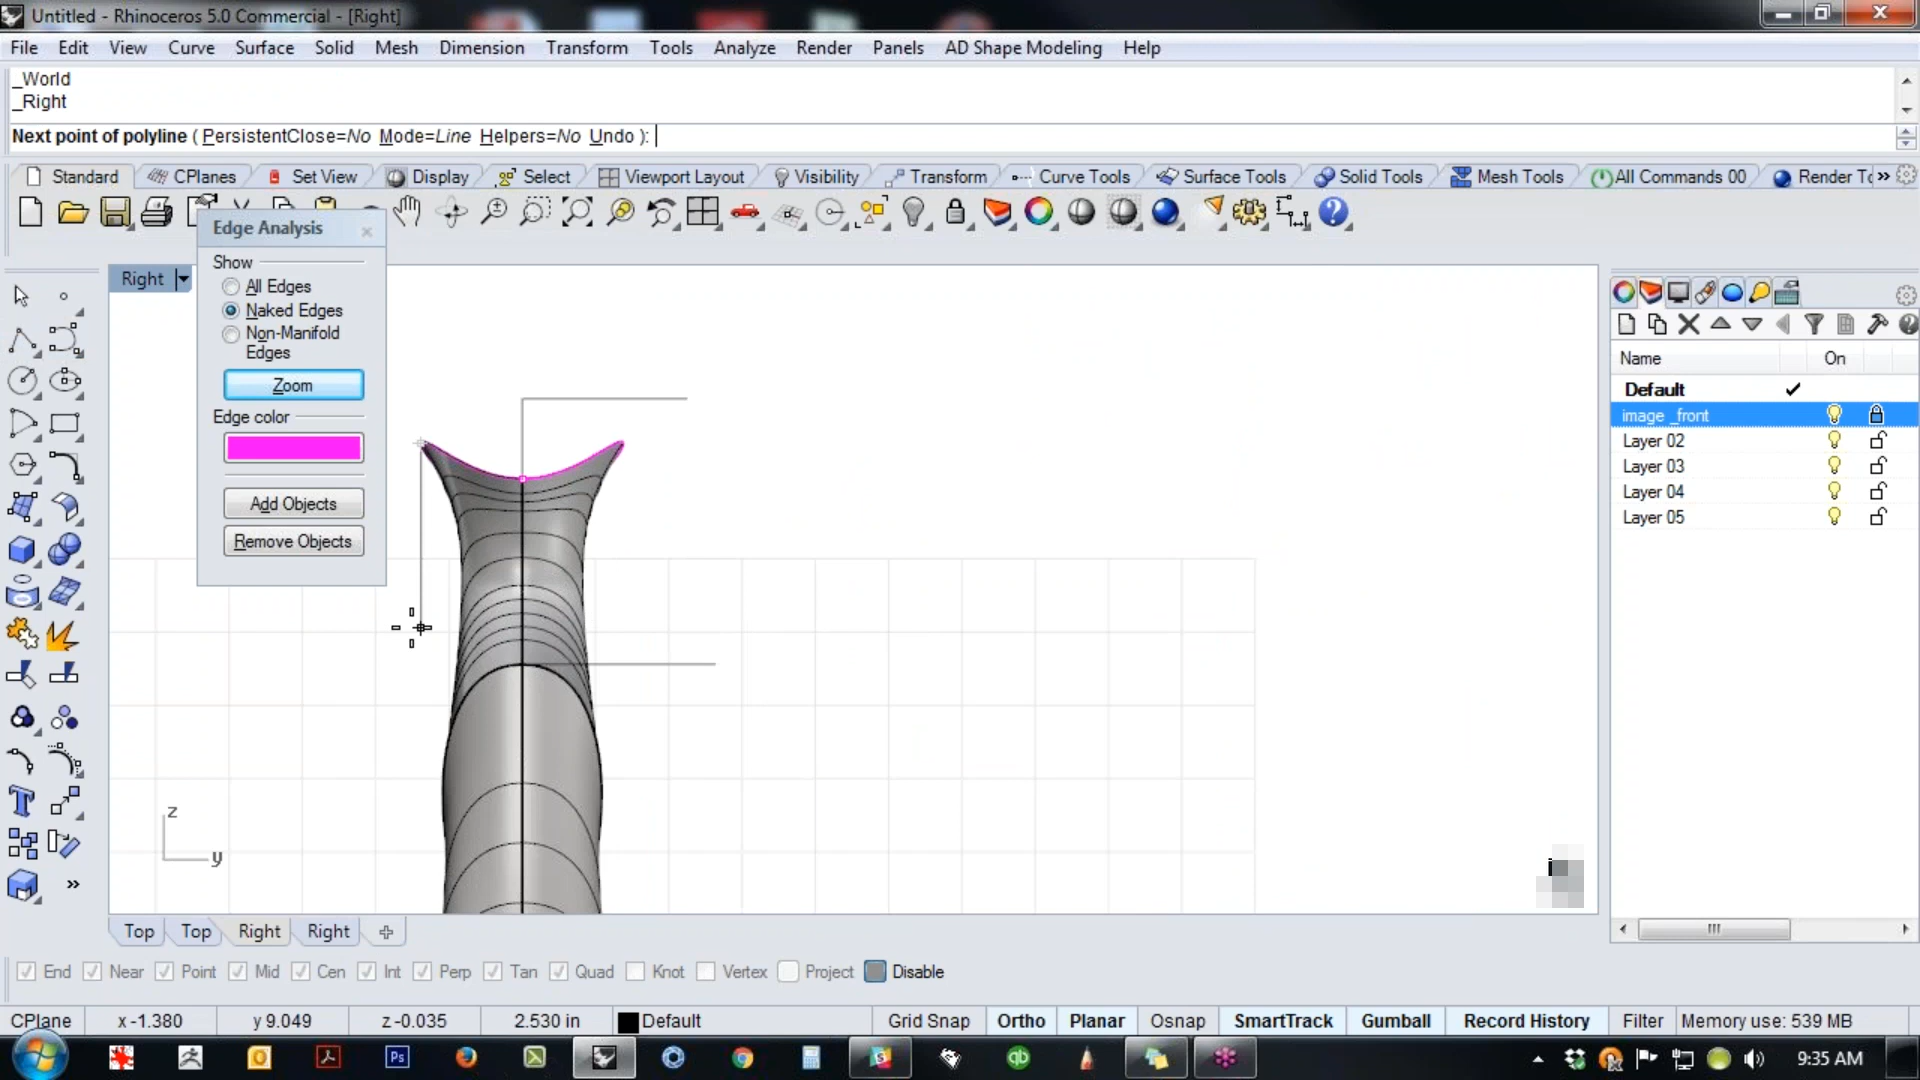 Untitled - Rhinoceros 5.0 Commercial - [Right]
File Edit View Curve Surface Solid Mesh Dimension Transform Tools Analyze Render Panels AD Shape Modeling Help
_World
_Right
Next point of polyline ( PersistentClose=No Mode=Line Helpers=No Undo ):
Standard CPlanes Set View Display Select Viewport Layout Visibility Transform Curve Tools Surface Tools Solid Tools Mesh Tools All Commands 00 Render To »
Edge Analysis
Show
All Edges
Naked Edges
Non-Manifold
Edges
Zoom
Edge color
Add Objects
Remove Objects
Right
z
y
Name On
Default
image _front
Layer 02
Layer 03
Layer 04
Layer 05
Top Top Right Right
End Near Point Mid Cen Int Perp Tan Quad Knot Vertex Project Disable
CPlane x -1.380 y 9.049 z -0.035 2.530 in Default Grid Snap Ortho Planar Osnap SmartTrack Gumball Record History Filter Memory use: 539 MB
Ps
qb
9:35 AM